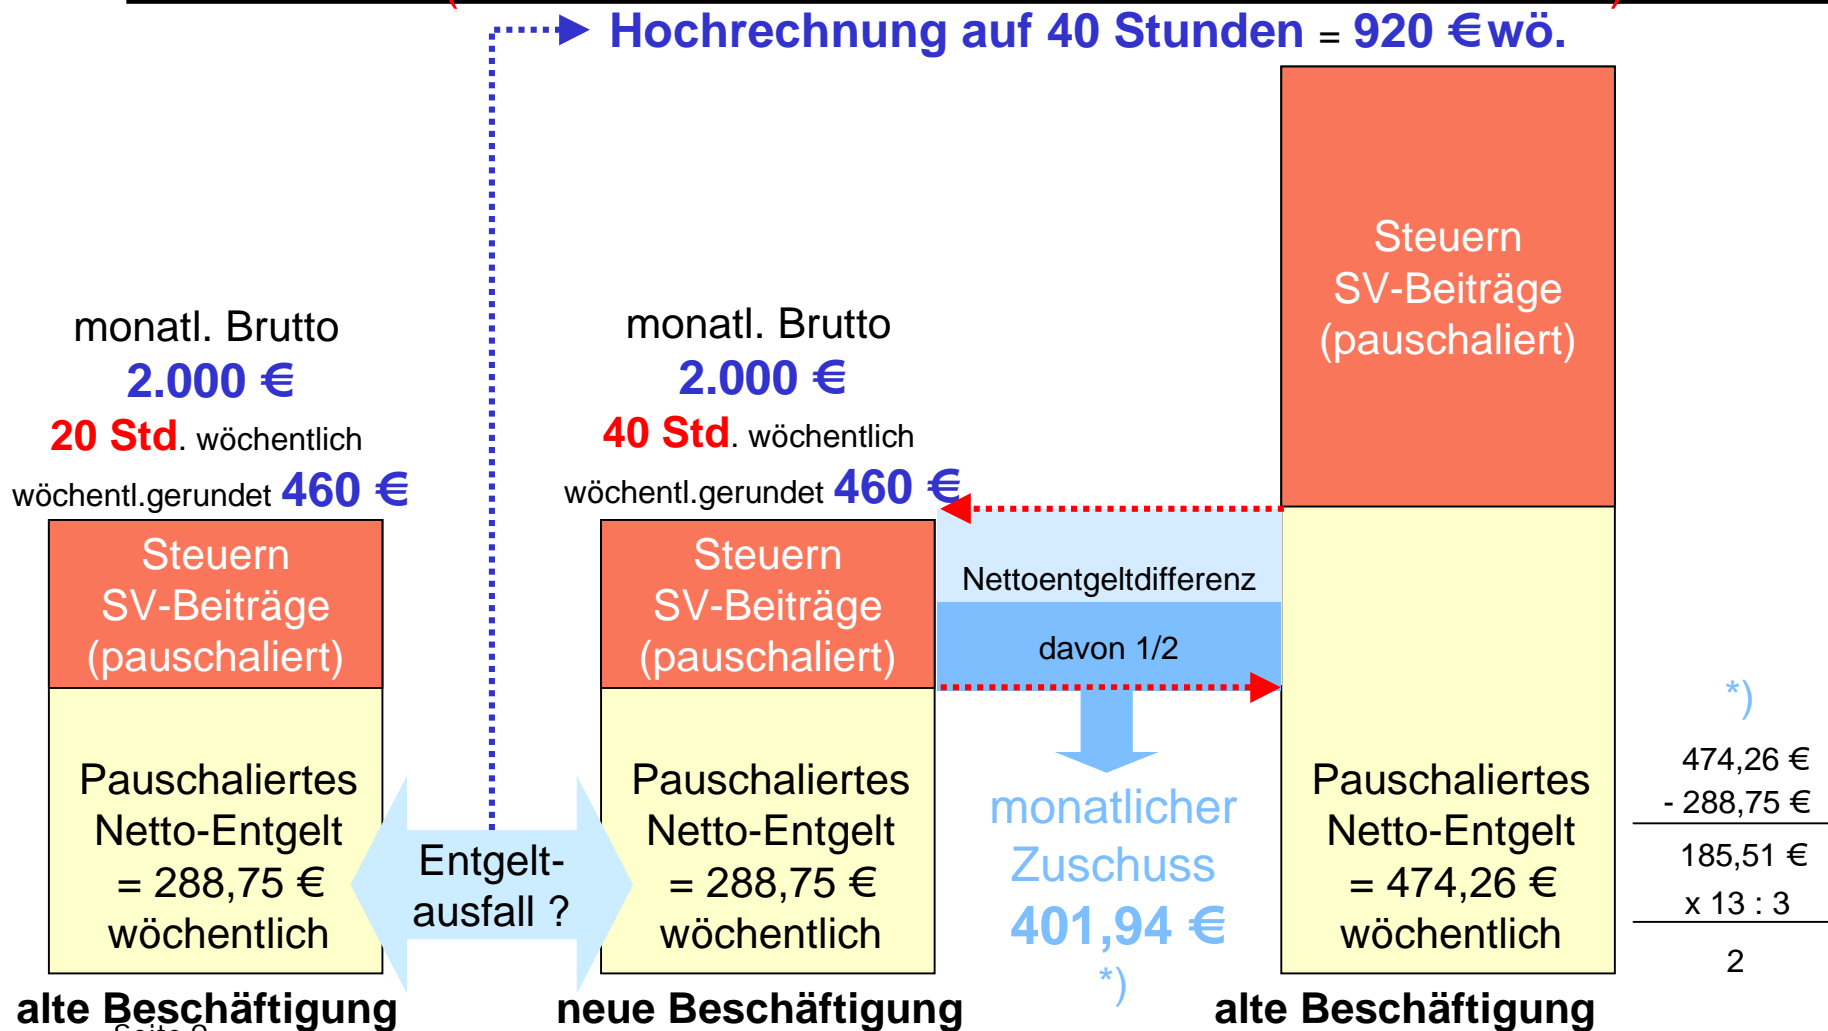 Hochrechnung auf 40 Stunden = 920 € wö.
monatl. Brutto
2.000 €
20 Std. wöchentlich
wöchentl.gerundet 460 €
Steuern
SV-Beiträge
(pauschaliert)
Pauschaliertes
Netto-Entgelt
= 288,75 €
wöchentlich
alte Beschäftigung
Entgelt-
ausfall ?
monatl. Brutto
2.000 €
40 Std. wöchentlich
wöchentl.gerundet 460 €
Steuern
SV-Beiträge
(pauschaliert)
Pauschaliertes
Netto-Entgelt
= 288,75 €
wöchentlich
neue Beschäftigung
Nettoentgeltdifferenz
davon 1/2
monatlicher
Zuschuss
401,94 €
*)
Steuern
SV-Beiträge
(pauschaliert)
Pauschaliertes
Netto-Entgelt
= 474,26 €
wöchentlich
alte Beschäftigung
*)
474,26 €
- 288,75 €
185,51 €
x 13 : 3
2
Seite 9